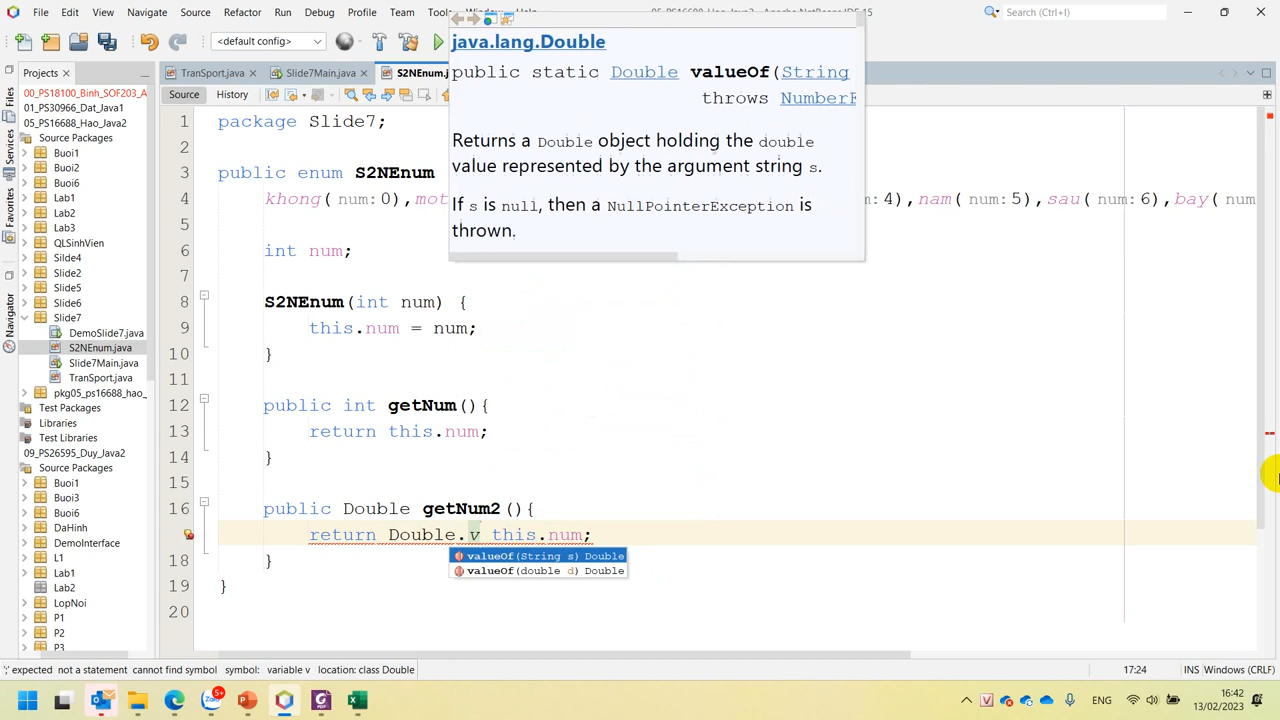 File Edit View Navigate Source Refactor Run Debug Profile Team
Search (Ctrl+I)
<default config>
java.lang.Double
public static Double valueOf(String
throws
Returns a Double object holding the double
value represented by the argument string s.
If s is null, then a NullPointerException is
thrown.
Projects
TranSport.java
Slide7Main.java
S2NEnum.j
Source
History
Files
Services
Favorites
Navigator
01_PS30966_Dat_Java1
05_PS16688_Hao_Java2
Source Packages
Buoi1
Buoi2
Buoi6
Lab1
Lab2
Lab3
QLSinhVien
Silde4
Slide2
Slide5
Slide6
Slide7
DemoSlide7.java
S2NEnum.java
Slide7Main.java
TranSport.java
pkg05_ps16688_hao_
Test Packages
Libraries
Test Libraries
09_PS26595_Duy_Java2
Source Packages
Buoi1
Buoi3
Buoi6
DaHinh
DemoInterface
L1
Lab1
Lab2
LopNoi
P1
P2
P3
1 package Slide7;
2
3 public enum S2NEnum
4 khong(num:0),mot 4),nam(num:5),sau(num:6),bay(num
5
6 int num;
7
8 S2NEnum(int num) {
9 this.num = num;
10 }
11
12 public int getNum(){
13 return this.num;
14 }
15
16 public Double getNum2(){
return Double.v this.num;
valueOf(String s) Double
valueOf(double d) Double
18 }
19 }
20
';' expected not a statement cannot find symbol symbol: variable v location: class Double
17:24
INS
Windows (CRLF)
5+
Zalo
ENG
16:42
13/02/2023